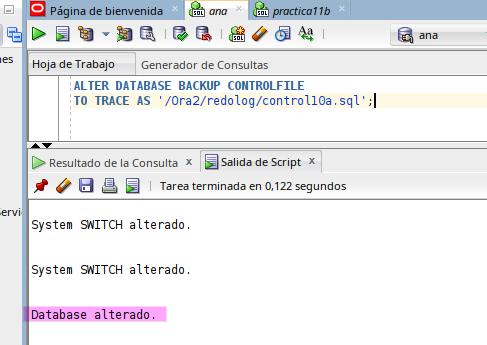 Página de bienvenida
ana
practica11b
ana
nes
Hoja de Trabajo
Generador de Consultas
ALTER DATABASE BACKUP CONTROLFILE
TO TRACE AS '/Ora2/redolog/control10a.sql';
Resultado de la Consulta
Salida de Script
Tarea terminada en 0,122 segundos
Servi
System SWITCH alterado.
System SWITCH alterado.
Database alterado.